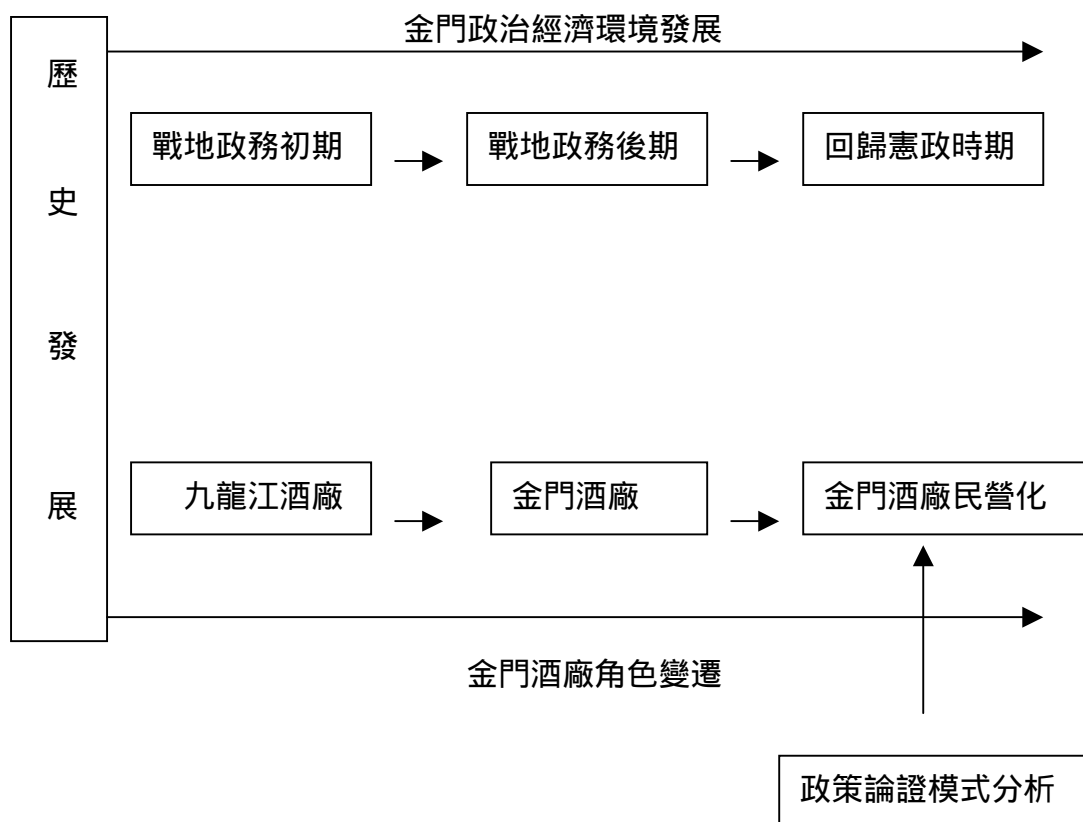 金門政治經濟環境發展
歷史發展
戰地政務初期
戰地政務後期
回歸憲政時期
九龍江酒廠
金門酒廠
金門酒廠民營化
金門酒廠角色變遷
政策論證模式分析